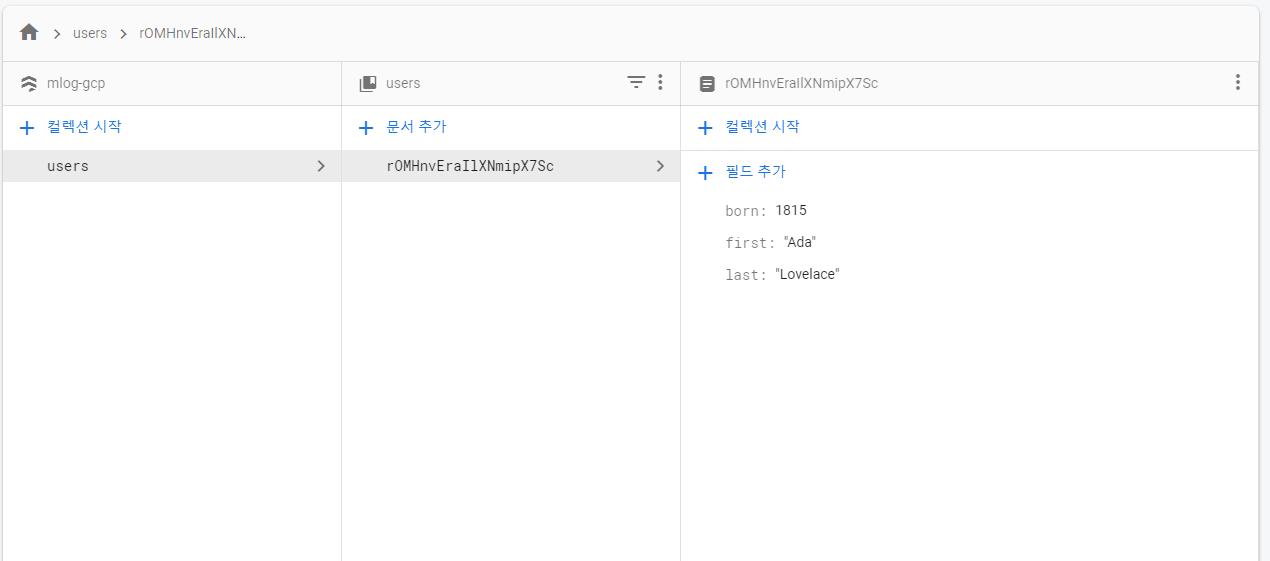 users
rOMHnvEraIlXN...
mlog-gcp
users
rOMHnvEraIlXNmipX7Sc
컬렉션 시작
문서 추가
컬렉션 시작
users
rOMHnvEraIlXNmipX7Sc
필드 추가
born: 1815
first: "Ada"
last: "Lovelace"